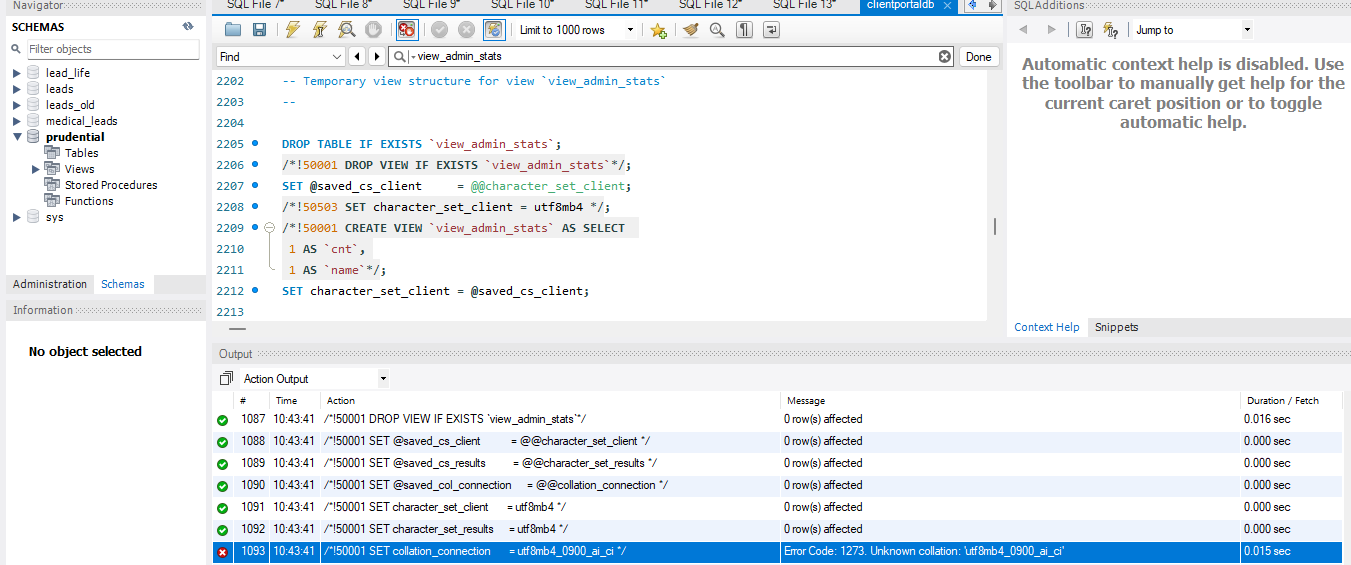 Navigator
SCHEMAS
Filter objects
lead_life
leads
leads_old
medical_leads
prudential
Tables
Views
Stored Procedures
Functions
sys
Administration Schemas
Information
No object selected
SQL File 7* SQL File 8* SQL File 9* SQL File 10* SQL File 11* SQL File 12* SQL File 13* clientportaldb
Limit to 1000 rows
Find view_admin_stats Done
2202 -- Temporary view structure for view `view_admin_stats`
2203 --
2204
2205 DROP TABLE IF EXISTS `view_admin_stats`;
2206 /*!50001 DROP VIEW IF EXISTS `view_admin_stats`*/;
2207 SET @saved_cs_client     = @@character_set_client;
2208 /*!50503 SET character_set_client = utf8mb4 */;
2209 /*!50001 CREATE VIEW `view_admin_stats` AS SELECT
2210 1 AS `cnt`,
2211 1 AS `name`*/;
2212 SET character_set_client = @saved_cs_client;
2213
SQLAdditions
Jump to
Automatic context help is disabled. Use
the toolbar to manually get help for the
current caret position or to toggle
automatic help.
Context Help Snippets
Output
Action Output
# Time Action Message Duration / Fetch
1087 10:43:41 /*!50001 DROP VIEW IF EXISTS `view_admin_stats`*/ 0 row(s) affected 0.016 sec
1088 10:43:41 /*!50001 SET @saved_cs_client = @@character_set_client */ 0 row(s) affected 0.000 sec
1089 10:43:41 /*!50001 SET @saved_cs_results = @@character_set_results */ 0 row(s) affected 0.000 sec
1090 10:43:41 /*!50001 SET @saved_col_connection = @@collation_connection */ 0 row(s) affected 0.000 sec
1091 10:43:41 /*!50001 SET character_set_client = utf8mb4 */ 0 row(s) affected 0.000 sec
1092 10:43:41 /*!50001 SET character_set_results = utf8mb4 */ 0 row(s) affected 0.000 sec
1093 10:43:41 /*!50001 SET collation_connection = utf8mb4_0900_ai_ci */ Error Code: 1273. Unknown collation: 'utf8mb4_0900_ai_ci' 0.015 sec